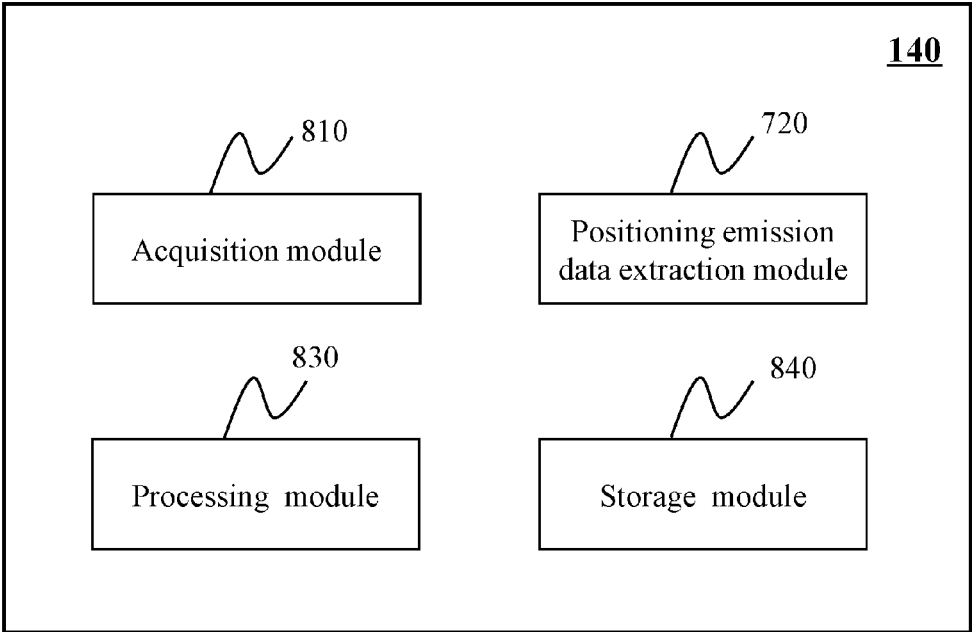 140
810
720
Acquisition module
Positioning emission
data extraction module
830
840
Processing module
Storage module